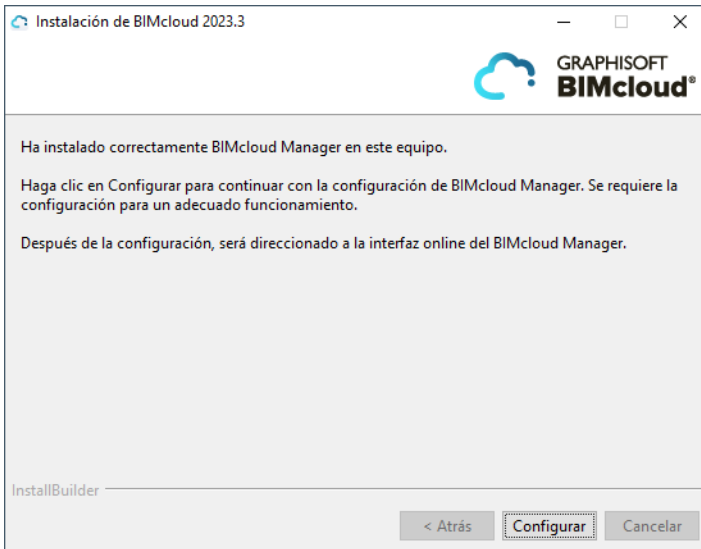 Instalación de BIMcloud 2023.3
GRAPHISOFT
BIMcloud®
Ha instalado correctamente BIMcloud Manager en este equipo.
Haga clic en Configurar para continuar con la configuración de BIMcloud Manager. Se requiere la
configuración para un adecuado funcionamiento.
Después de la configuración, será direccionado a la interfaz online del BIMcloud Manager.
InstallBuilder
< Atrás Configurar Cancelar